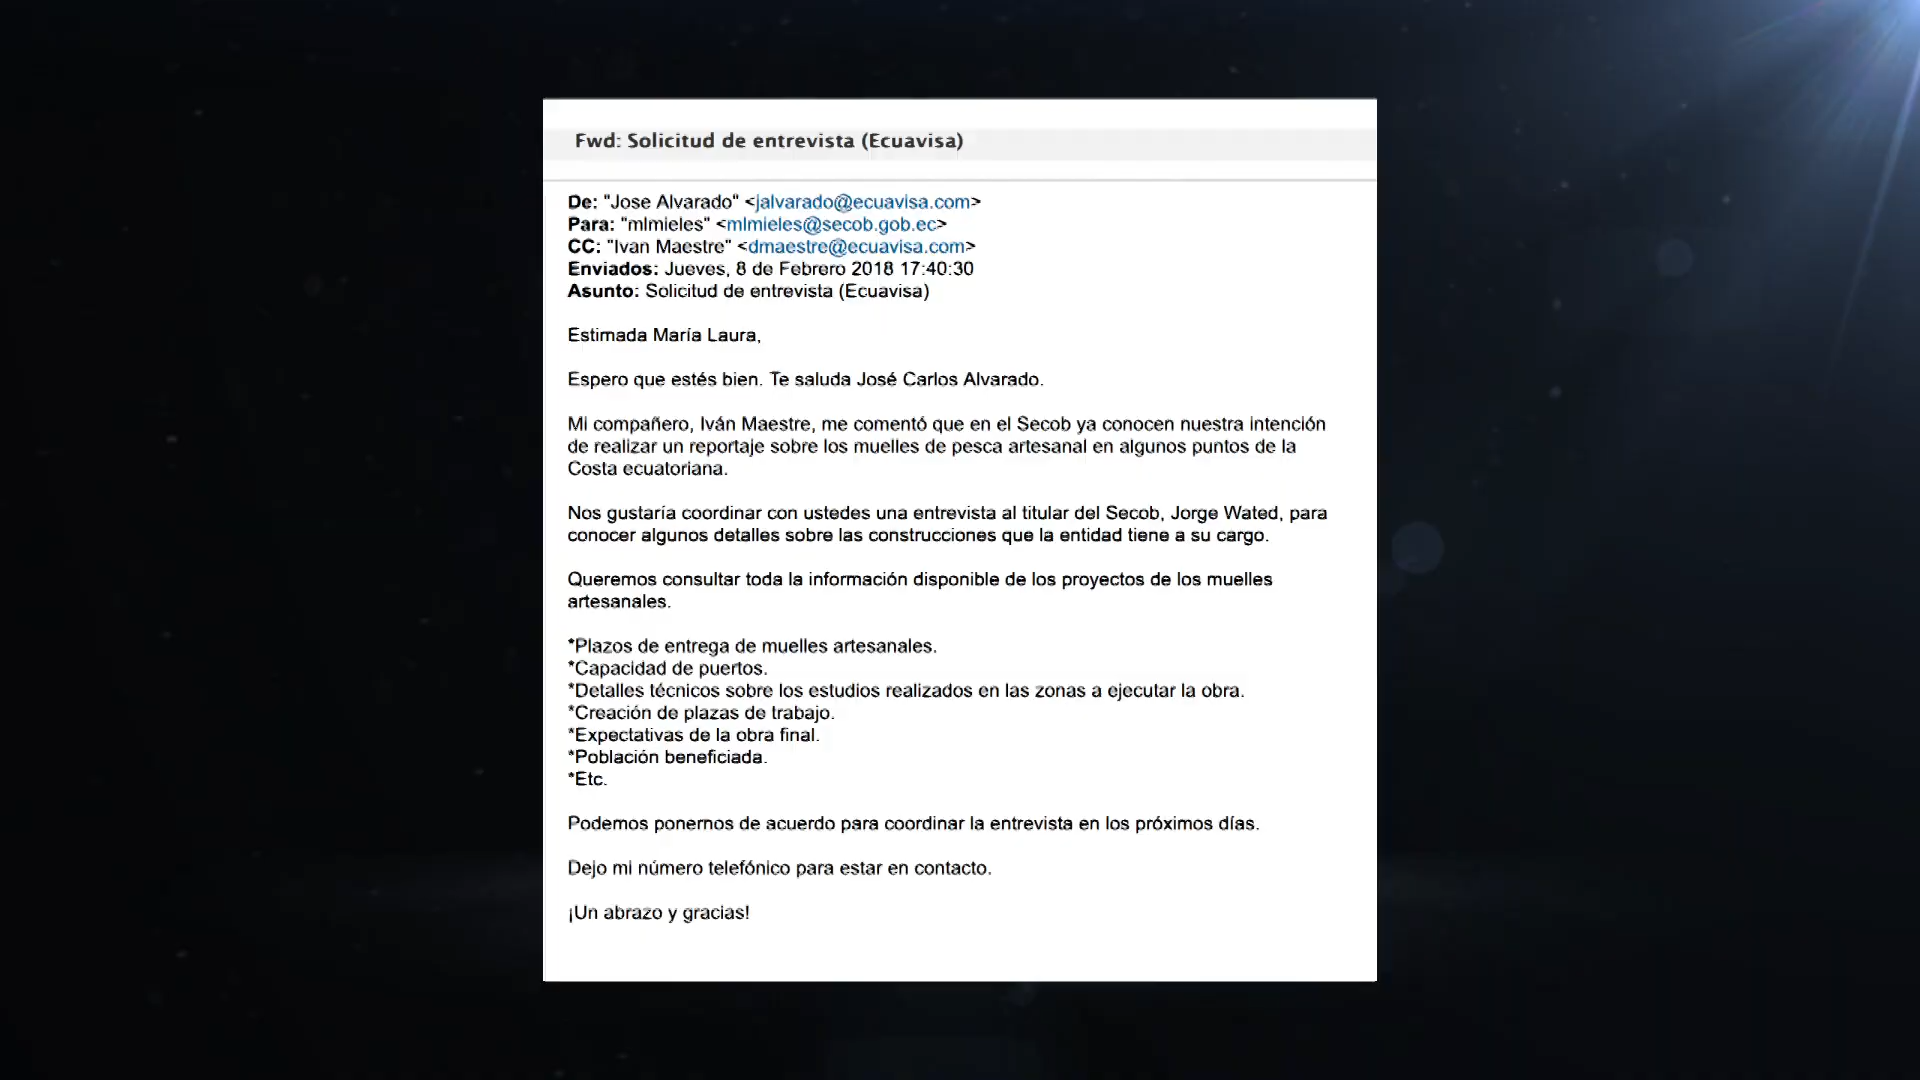 Fwd: Solicitud de entrevista (Ecuavisa)
De: "Jose Alvarado" <jalvarado@ecuavisa.com>
Para: "mlmieles" <mlmieles@secob.gob.ec>
CC: "Ivan Maestre" <dmaestre@ecuavisa.com>
Enviados: Jueves, 8 de Febrero 2018 17:40:30
Asunto: Solicitud de entrevista (Ecuavisa)
Estimada María Laura,
Espero que estés bien. Te saluda José Carlos Alvarado.
Mi compañero, Iván Maestre, me comentó que en el Secob ya conocen nuestra intención
de realizar un reportaje sobre los muelles de pesca artesanal en algunos puntos de la
Costa ecuatoriana.
Nos gustaría coordinar con ustedes una entrevista al titular del Secob, Jorge Wated, para
conocer algunos detalles sobre las construcciones que la entidad tiene a su cargo.
Queremos consultar toda la información disponible de los proyectos de los muelles
artesanales.
*Plazos de entrega de muelles artesanales.
*Capacidad de puertos.
*Detalles técnicos sobre los estudios realizados en las zonas a ejecutar la obra.
*Creación de plazas de trabajo.
*Expectativas de la obra final.
*Población beneficiada.
*Etc.
Podemos ponernos de acuerdo para coordinar la entrevista en los próximos días.
Dejo mi número telefónico para estar en contacto.
¡Un abrazo y gracias!